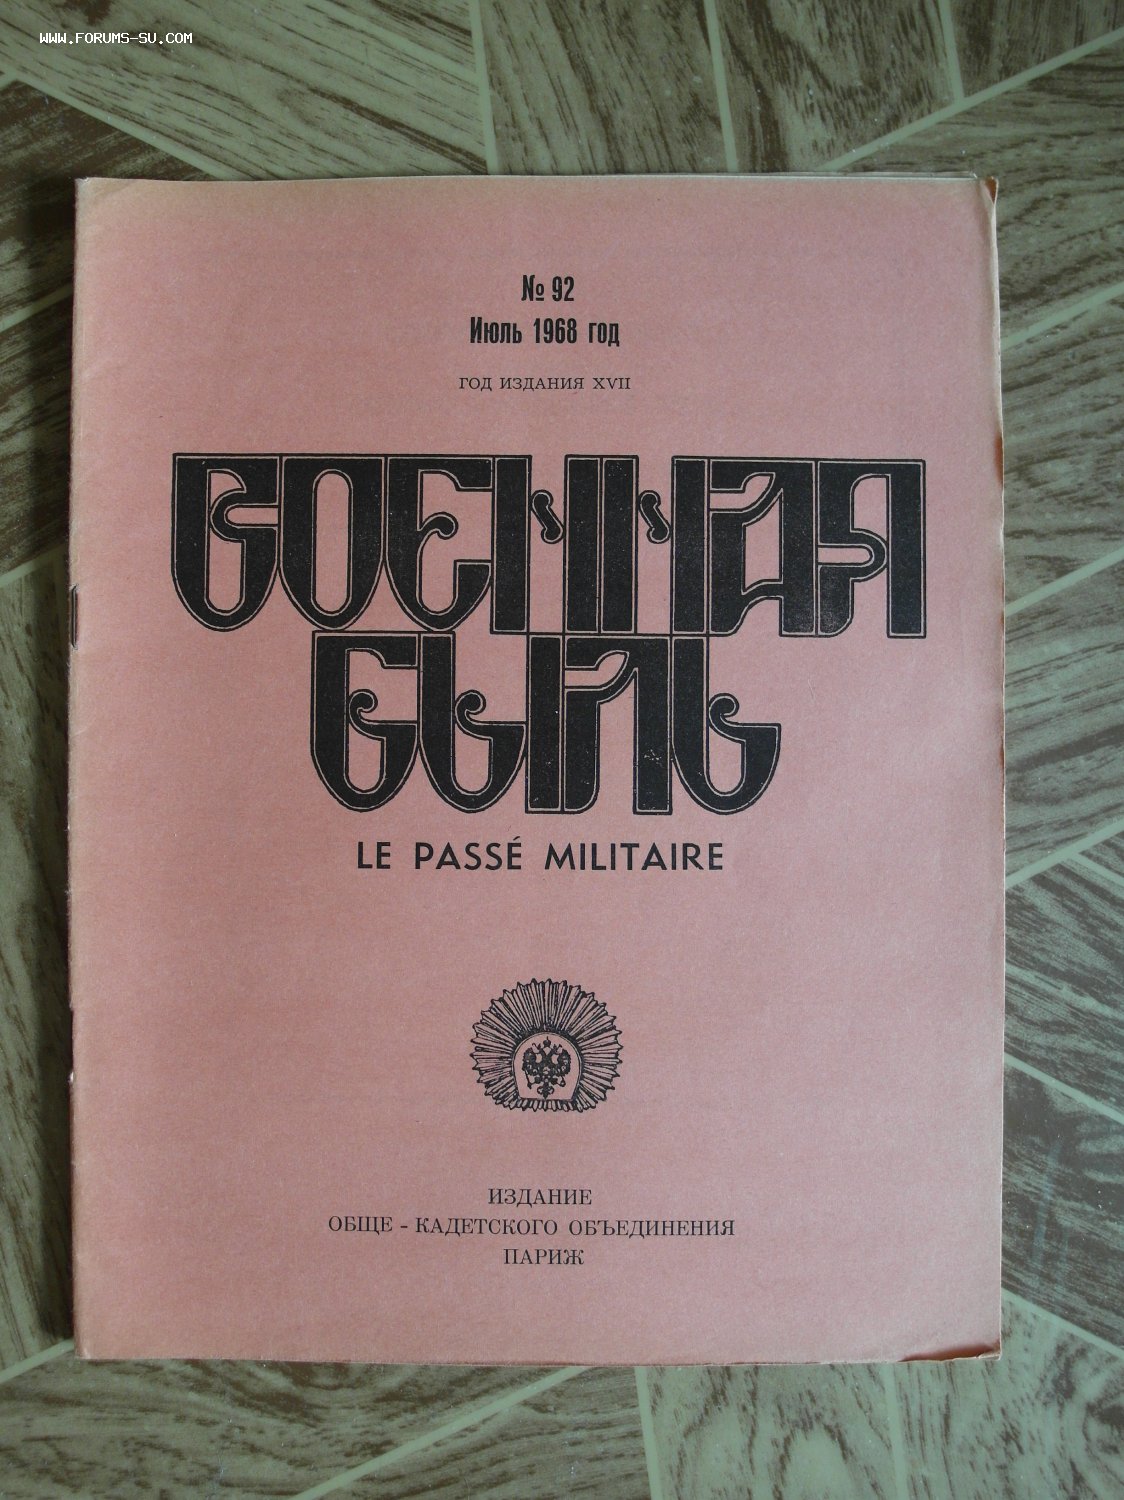 WWW.FORUMS-SU.COM
№ 92
Июль 1968 год
ГОД ИЗДАНИЯ XVII
ВОЕННАЯ
БЫЛЬ
LE PASSÉ MILITAIRE
ИЗДАНИЕ
ОБЩЕ - КАДЕТСКОГО ОБЪЕДИНЕНИЯ
ПАРИЖ